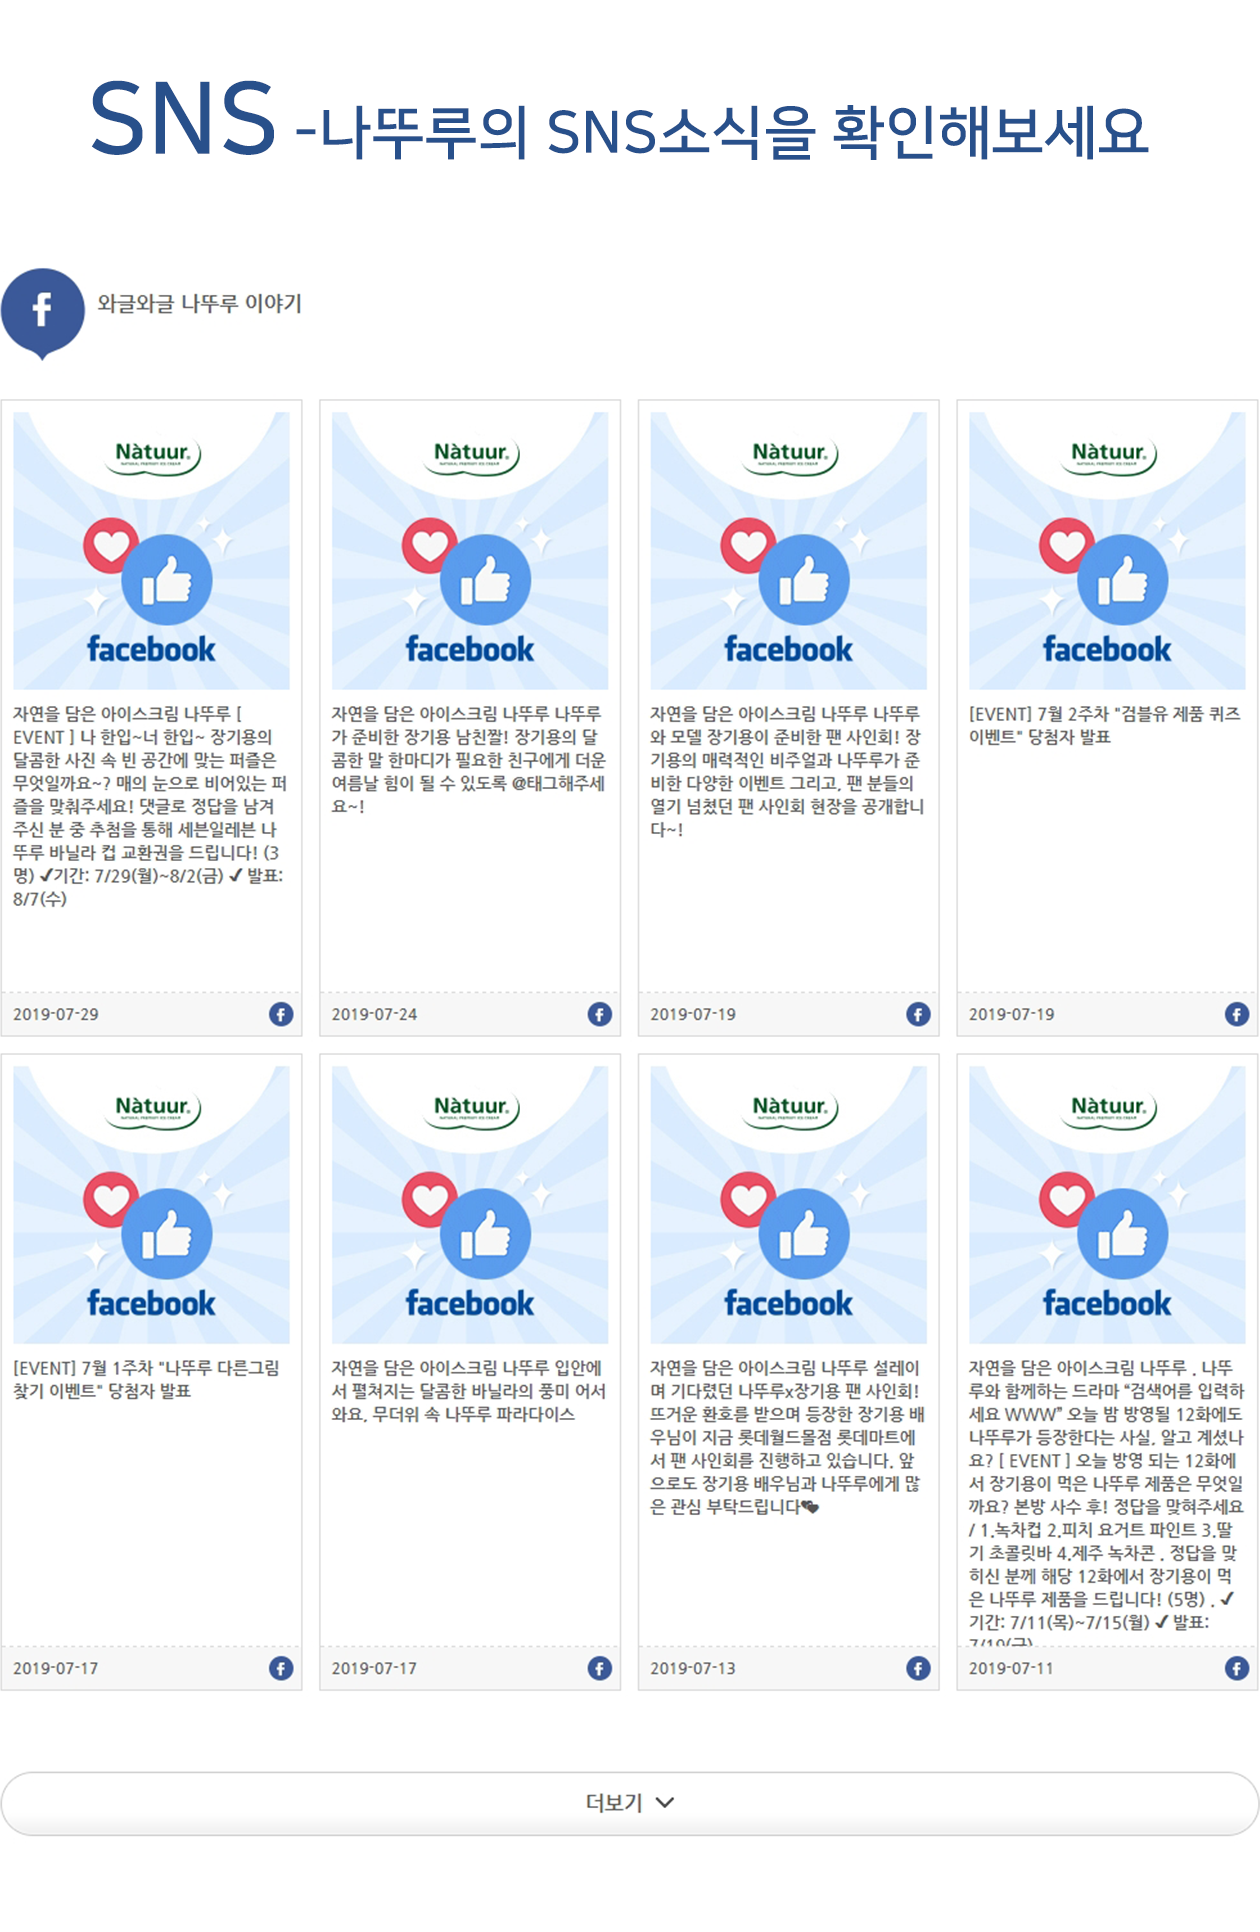 SNS -나뚜루의 SNS소식을 확인해보세요
와글와글 나뚜루 이야기
Nàtuur.
facebook
자연을 담은 아이스크림 나뚜루 [
EVENT ] 나 한입~너 한입~ 장기용의
달콤한 사진 속 빈 공간에 맞는 퍼즐은
무엇일까요~? 매의 눈으로 비어있는 퍼
즐을 맞춰주세요! 댓글로 정답을 남겨
주신 분 중 추첨을 통해 세븐일레븐 나
뚜루 바닐라 컵 교환권을 드립니다! (3
명) ✔기간: 7/29(월)~8/2(금) ✔ 발표:
8/7(수)
2019-07-29
Nàtuur.
facebook
자연을 담은 아이스크림 나뚜루 나뚜루
가 준비한 장기용 남친짤! 장기용의 달
콤한 말 한마디가 필요한 친구에게 더운
여름날 힘이 될 수 있도록 @태그해주세
요~!
2019-07-24
Nàtuur.
facebook
자연을 담은 아이스크림 나뚜루 나뚜루
와 모델 장기용이 준비한 팬 사인회! 장
기용의 매력적인 비주얼과 나뚜루가 준
비한 다양한 이벤트 그리고, 팬 분들의
열기 넘쳤던 팬 사인회 현장을 공개합니
다~!
2019-07-19
Nàtuur.
facebook
[EVENT] 7월 2주차 "검블유 제품 퀴즈
이벤트" 당첨자 발표
2019-07-19
Nàtuur.
facebook
[EVENT] 7월 1주차 "나뚜루 다른그림
찾기 이벤트" 당첨자 발표
2019-07-17
Nàtuur.
facebook
자연을 담은 아이스크림 나뚜루 입안에
서 펼쳐지는 달콤한 바닐라의 풍미 어서
와요, 무더위 속 나뚜루 파라다이스
2019-07-17
Nàtuur.
facebook
자연을 담은 아이스크림 나뚜루 설레이
며 기다렸던 나뚜루x장기용 팬 사인회!
뜨거운 환호를 받으며 등장한 장기용 배
우님이 지금 롯데월드몰점 롯데마트에
서 팬 사인회를 진행하고 있습니다. 앞
으로도 장기용 배우님과 나뚜루에게 많
은 관심 부탁드립니다💕
2019-07-13
Nàtuur.
facebook
자연을 담은 아이스크림 나뚜루 . 나뚜
루와 함께하는 드라마 “검색어를 입력하
세요 WWW” 오늘 밤 방영될 12화에도
나뚜루가 등장한다는 사실, 알고 계셨나
요? [ EVENT ] 오늘 방영 되는 12화에
서 장기용이 먹은 나뚜루 제품은 무엇일
까요? 본방 사수 후! 정답을 맞혀주세요
/ 1.녹차컵 2.피치 요거트 파인트 3.딸
기 초콜릿바 4.제주 녹차콘 . 정답을 맞
히신 분께 해당 12화에서 장기용이 먹
은 나뚜루 제품을 드립니다! (5명) . ✔
기간: 7/11(목)~7/15(월) ✔ 발표:
2019-07-11
더보기